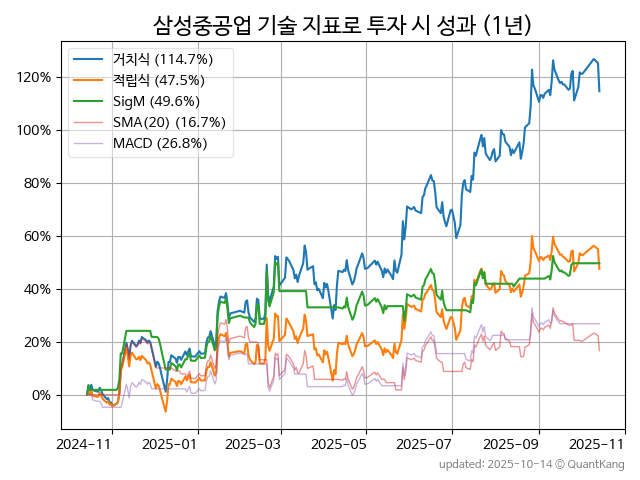 삼성중공업 기술 지표로 투자 시 성과 (1년)
거치식 (114.7%)
적립식 (47.5%)
SigM (49.6%)
SMA(20) (16.7%)
MACD (26.8%)
120%
100%
80%
60%
40%
20%
0%
2024-11 2025-01 2025-03 2025-05 2025-07 2025-09 2025-11
updated: 2025-10-14 © QuantKang